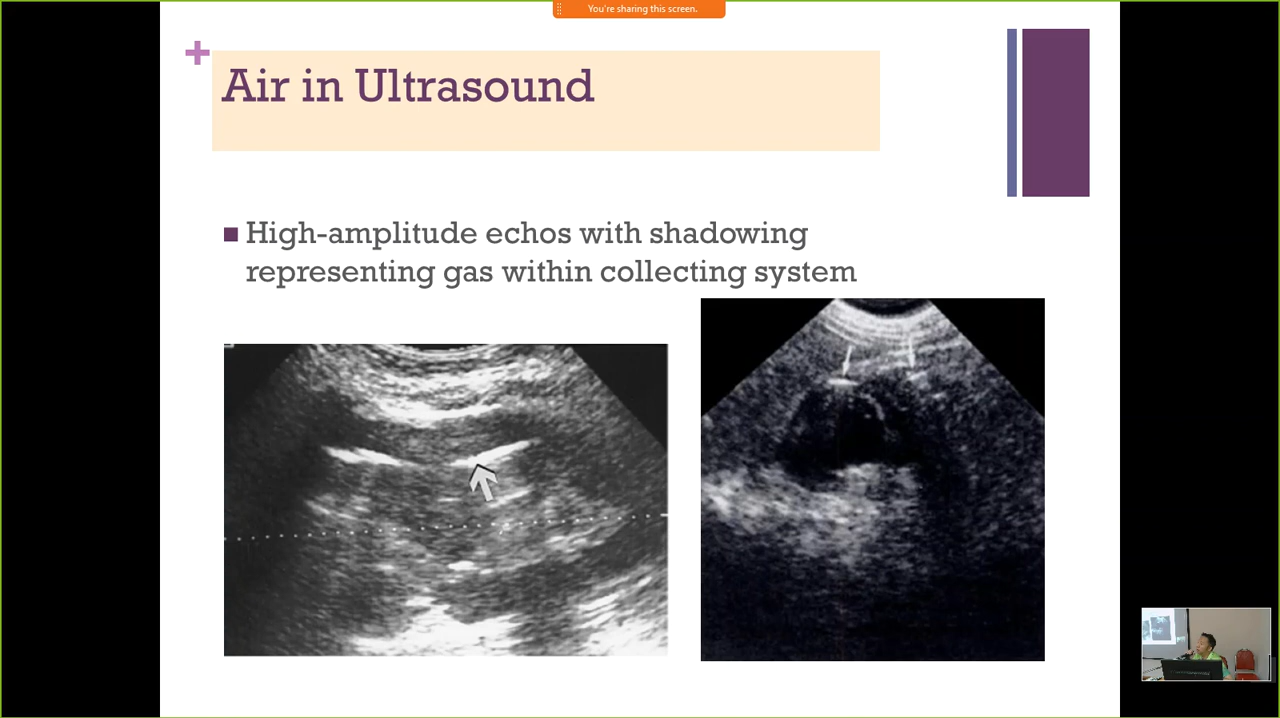 You're sharing this screen.
Air in Ultrasound
High-amplitude echos with shadowing
representing gas within collecting system